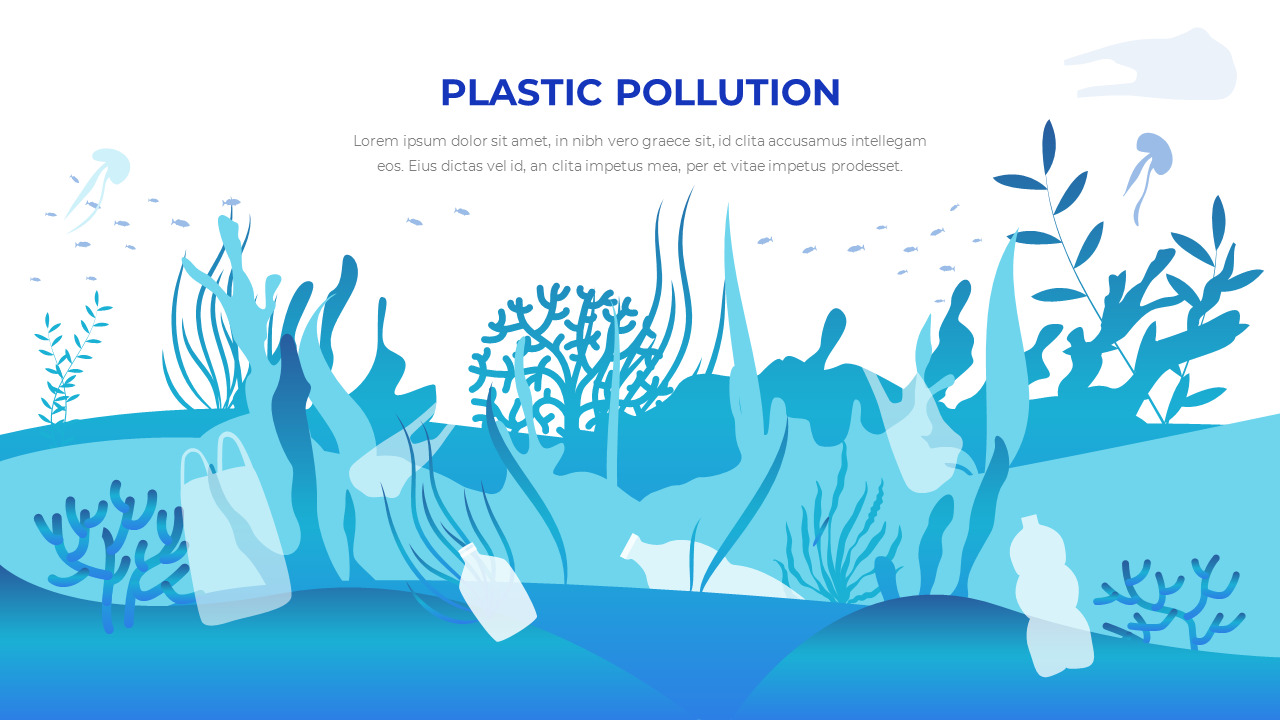 PLASTIC POLLUTION
Lorem ipsum dolor sit amet, in nibh vero graece sit, id clita accusamus intellegam
eos. Eius dictas vel id, an clita impetus mea, per et vitae impetus prodesset.